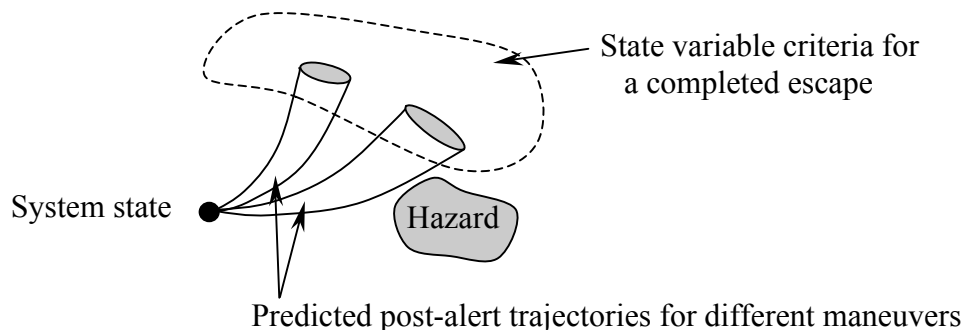 State variable criteria for
a completed escape
System state
Hazard
Predicted post-alert trajectories for different maneuvers